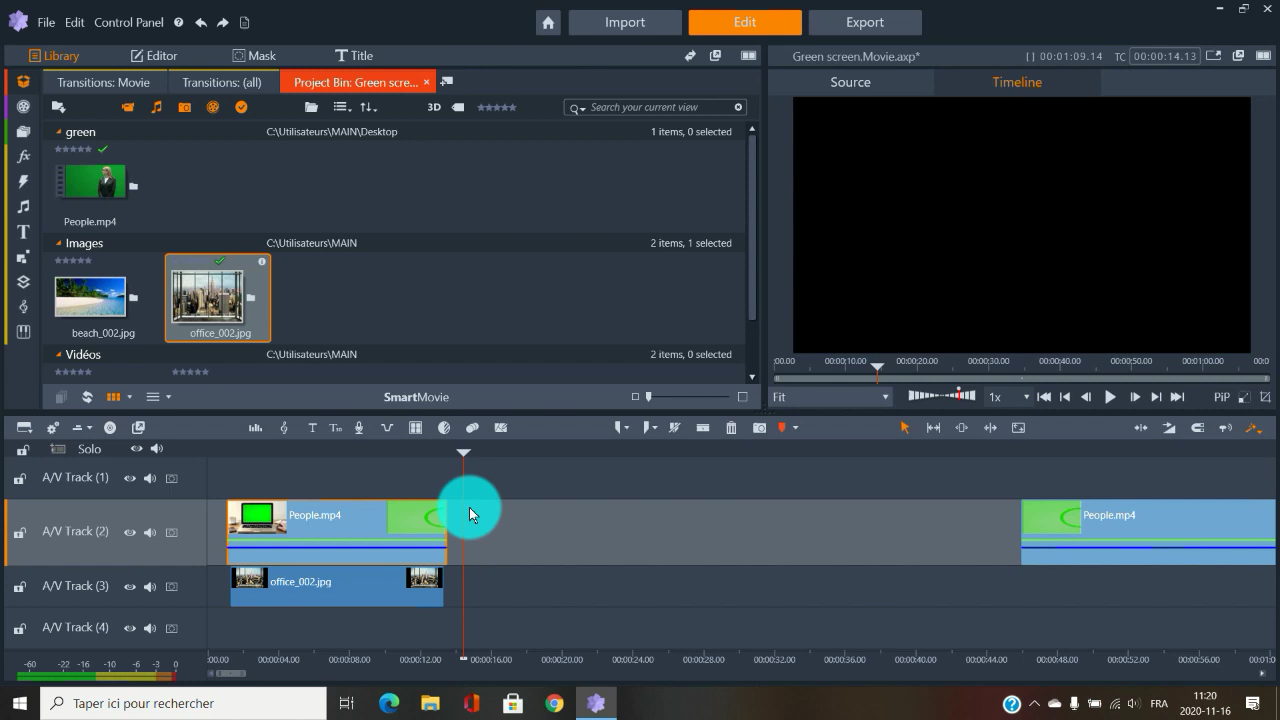 File Edit Control Panel
Import Edit Export
Library Editor Mask Title
Green screen.Movie.axp* [] 00:01:09.14 TC 00:00:14.13
Transitions: Movie Transitions: (all) Project Bin: Green scre... ×
Source Timeline
3D Search your current view
green C:\Utilisateurs\MAIN\Desktop 1 items, 0 selected
People.mp4
Images C:\Utilisateurs\MAIN 2 items, 1 selected
beach_002.jpg office_002.jpg
Vidéos C:\Utilisateurs\MAIN 2 items, 0 selected
:00.00 00:00:10.00 00:00:20.00 00:00:30.00 00:00:40.00 00:00:50.00 00:01:00.00 00:0
SmartMovie
Fit 1x PiP
Solo
A/V Track (1)
People.mp4 People.mp4
A/V Track (2)
office_002.jpg
A/V Track (3)
A/V Track (4)
-60 -22 -16 -10 -6 -3 0
:00.00 00:00:04.00 00:00:08.00 00:00:12.00 00:00:16.00 00:00:20.00 00:00:24.00 00:00:28.00 00:00:32.00 00:00:36.00 00:00:40.00 00:00:44.00 00:00:48.00 00:00:52.00 00:00:56.00 00:01:0
Taper ici pour rechercher
FRA
11:20
2020-11-16